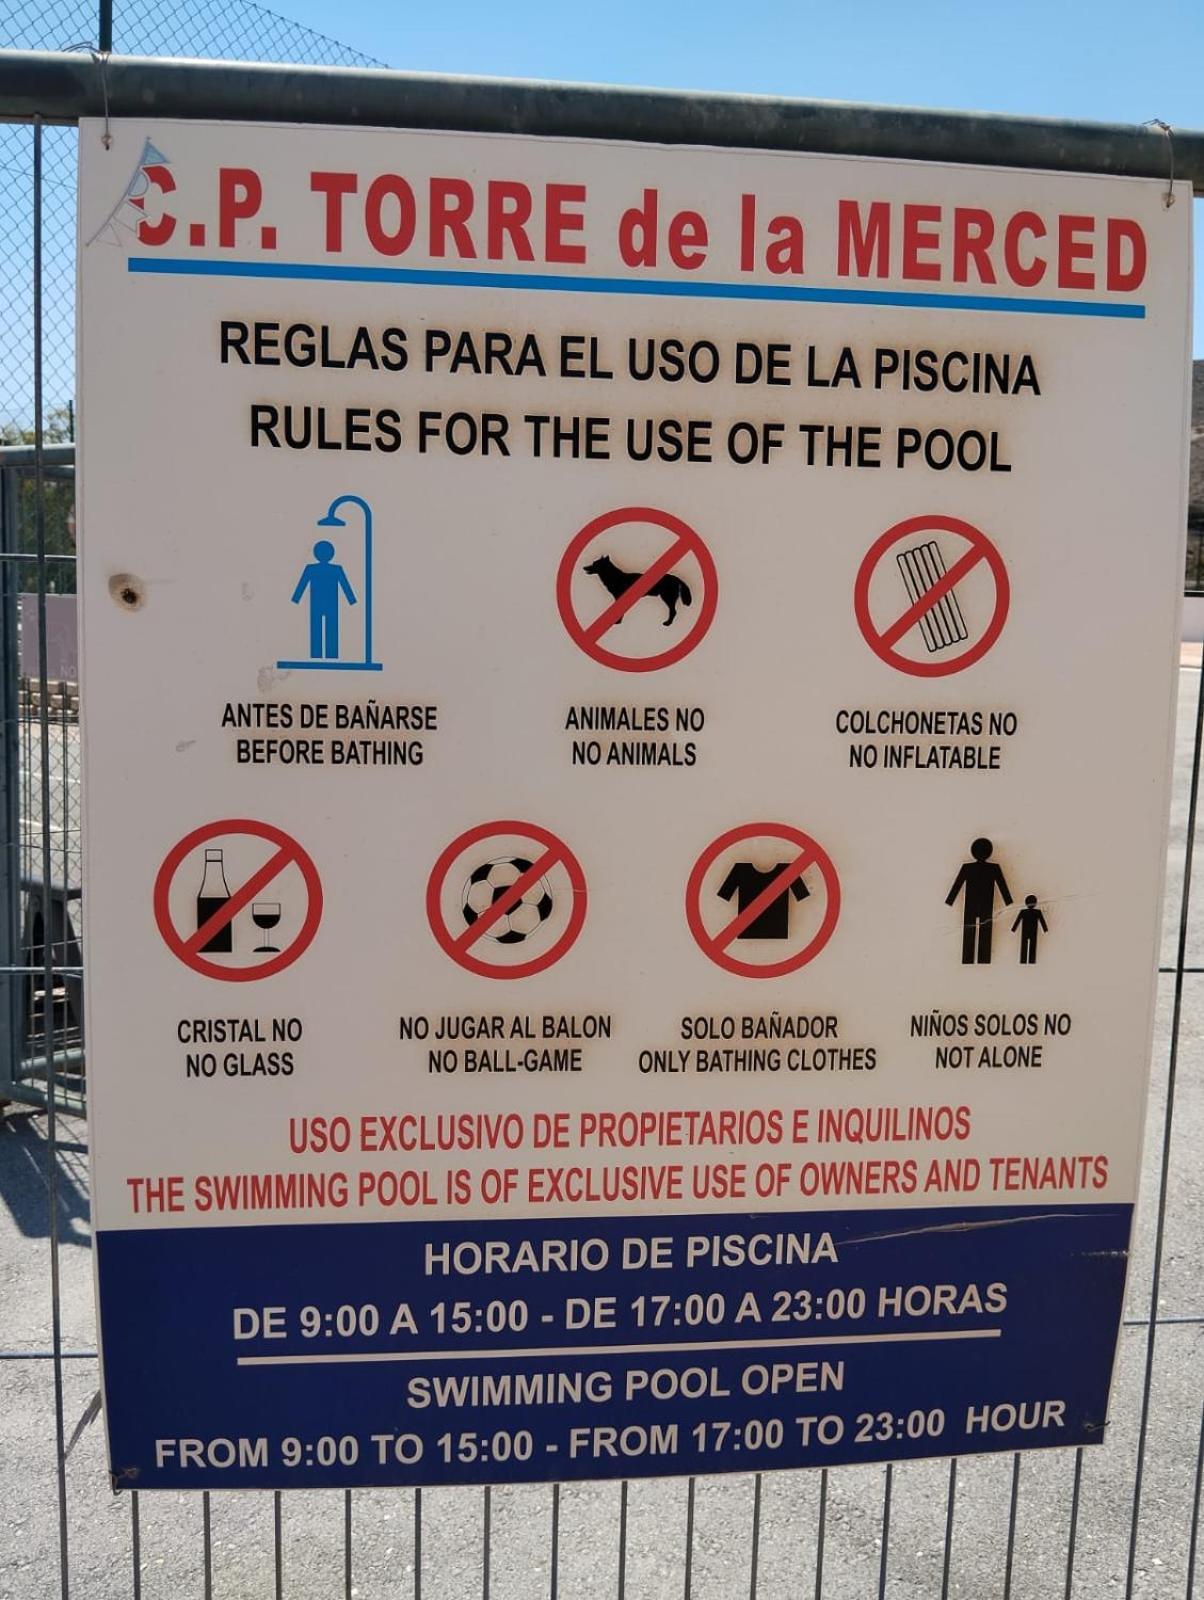 C.P. TORRE de la MERCED
REGLAS PARA EL USO DE LA PISCINA
RULES FOR THE USE OF THE POOL
ANTES DE BAÑARSE
BEFORE BATHING
ANIMALES NO
NO ANIMALS
COLCHONETAS NO
NO INFLATABLE
CRISTAL NO
NO GLASS
NO JUGAR AL BALON
NO BALL-GAME
SOLO BAÑADOR
ONLY BATHING CLOTHES
NIÑOS SOLOS NO
NOT ALONE
USO EXCLUSIVO DE PROPIETARIOS E INQUILINOS
THE SWIMMING POOL IS OF EXCLUSIVE USE OF OWNERS AND TENANTS
HORARIO DE PISCINA
DE 9:00 A 15:00 - DE 17:00 A 23:00 HORAS
SWIMMING POOL OPEN
FROM 9:00 TO 15:00 - FROM 17:00 TO 23:00 HOUR
NO